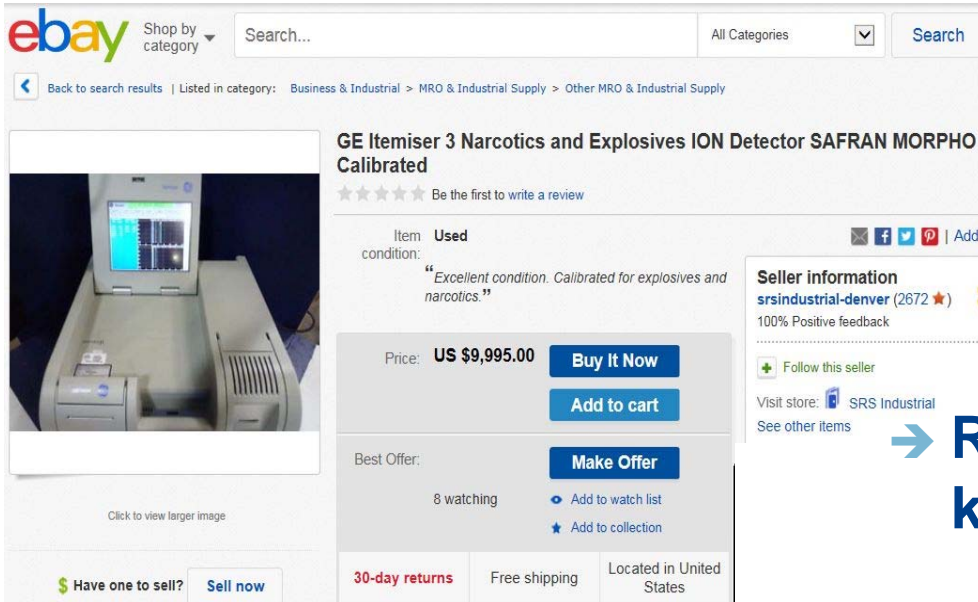 ebay
Shop by category
Search...
All Categories
Search
Back to search results | Listed in category: Business & Industrial > MRO & Industrial Supply > Other MRO & Industrial Supply
GE Itemiser 3 Narcotics and Explosives ION Detector SAFRAN MORPHO
Calibrated
Be the first to write a review
Item condition: Used
"Excellent condition. Calibrated for explosives and
narcotics."
Add
Seller information
srsindustrial-denver (2672)
100% Positive feedback
Follow this seller
Visit store: SRS Industrial
See other items
Price: US $9,995.00
Buy It Now
Add to cart
Best Offer:
Make Offer
8 watching
Add to watch list
Add to collection
Click to view larger image
$ Have one to sell? Sell now
30-day returns
Free shipping
Located in United
States
R
k